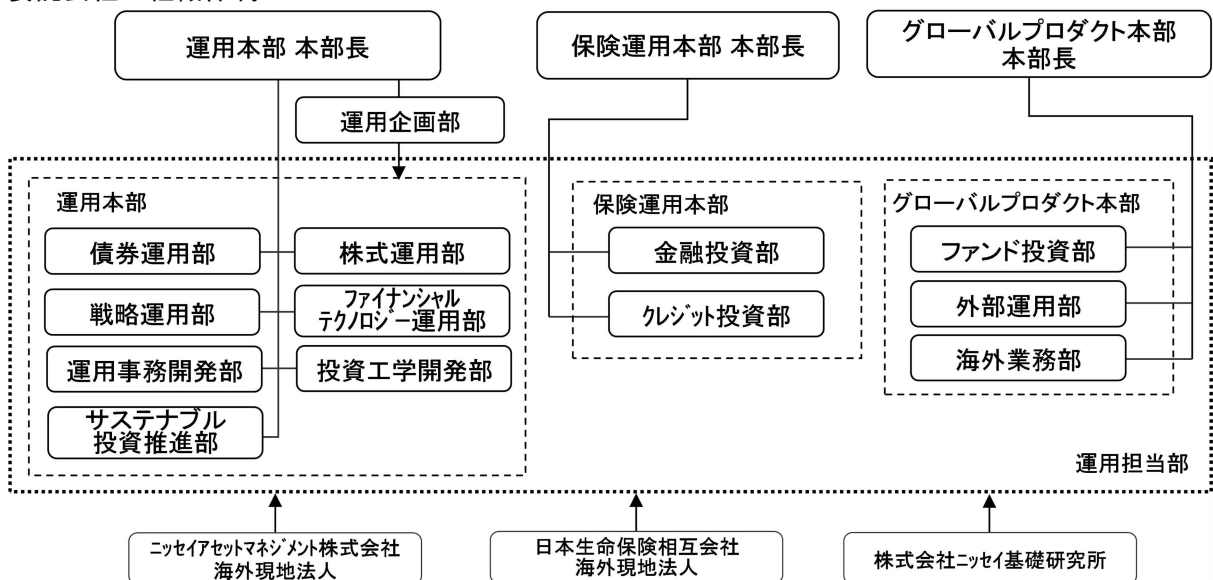 運用本部 本部長
保険運用本部 本部長
グローバルプロダクト本部
本部長
運用企画部
運用本部
保険運用本部
グローバルプロダクト本部
債券運用部
株式運用部
金融投資部
ファンド投資部
戦略運用部
ファイナンシャル
テクノロジー運用部
クレジット投資部
外部運用部
運用事務開発部
投資工学開発部
海外業務部
サステナブル
投資推進部
運用担当部
ニッセイアセットマネジメント株式会社
海外現地法人
日本生命保険相互会社
海外現地法人
株式会社ニッセイ基礎研究所